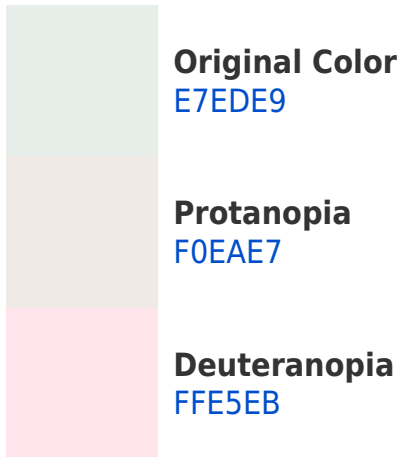 Original Color
E7EDE9
Protanopia
F0EAE7
Deuteranopia
FFE5EB